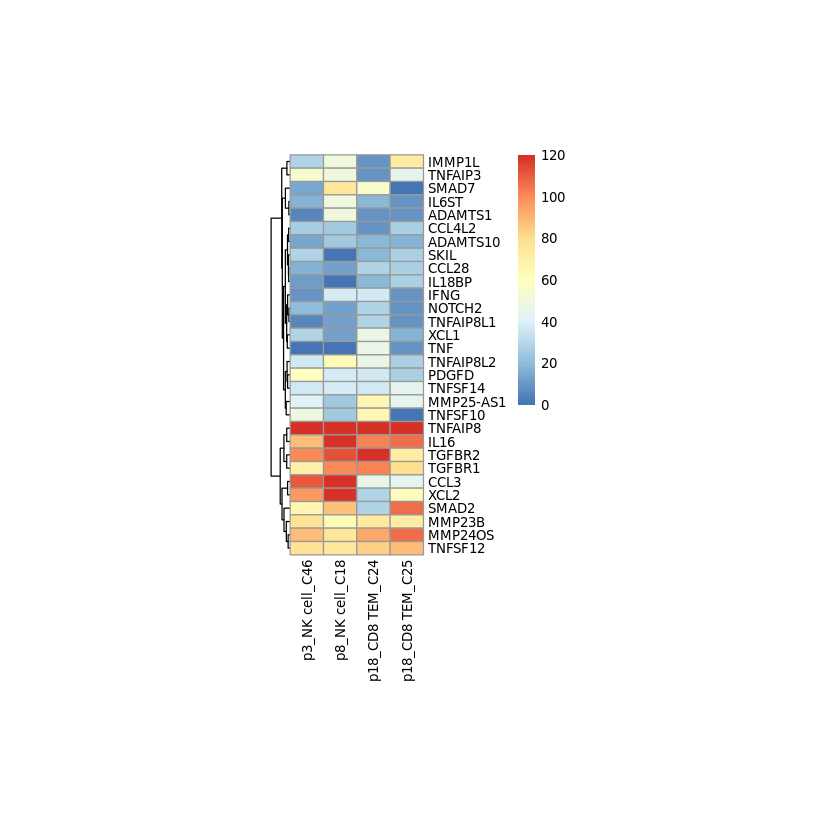 IMMP1L
TNFAIP3
SMAD7
IL6ST
ADAMTS1
CCL4L2
ADAMTS10
SKIL
CCL28
IL18BP
IFNG
NOTCH2
TNFAIP8L1
XCL1
TNF
TNFAIP8L2
PDGFD
TNFSF14
MMP25-AS1
TNFSF10
TNFAIP8
IL16
TGFBR2
TGFBR1
CCL3
XCL2
SMAD2
MMP23B
MMP24OS
TNFSF12
120
100
80
60
40
20
0
p3_NK cell_C46
p8_NK cell_C18
p18_CD8 TEM_C24
p18_CD8 TEM_C25